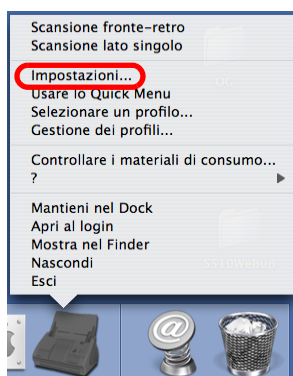 Scansione fronte-retro
Scansione lato singolo
Impostazioni...
Usare lo Quick Menu
Selezionare un profilo...
Gestione dei profili...
Controllare i materiali di consumo...
?
Mantieni nel Dock
Apri al login
Mostra nel Finder
Nascondi
Esci
@